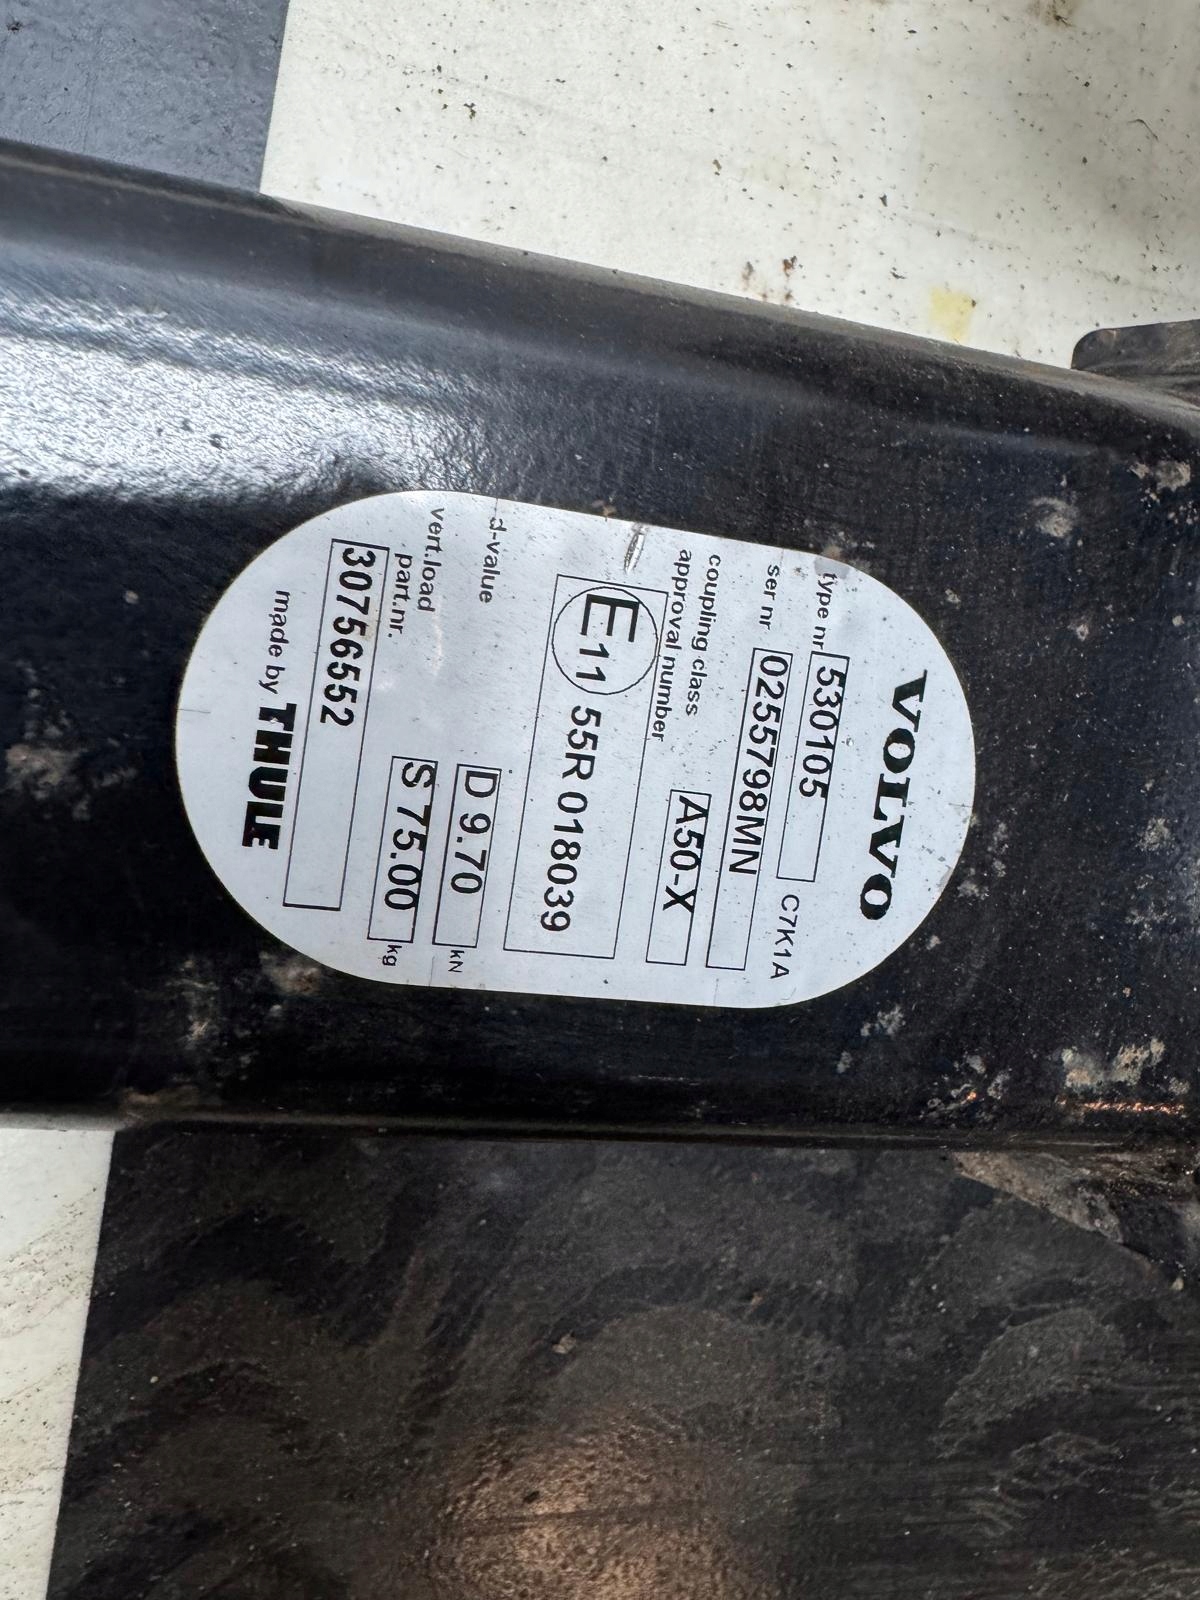 VOLVO
type nr 530105 C7K1A
ser nr 0255798MN
coupling class A50-X
approval number
E11 55R 018039
d-value D 9.70 kN
vert.load S 75.00 kg
part.nr.
30756552
made by THULE